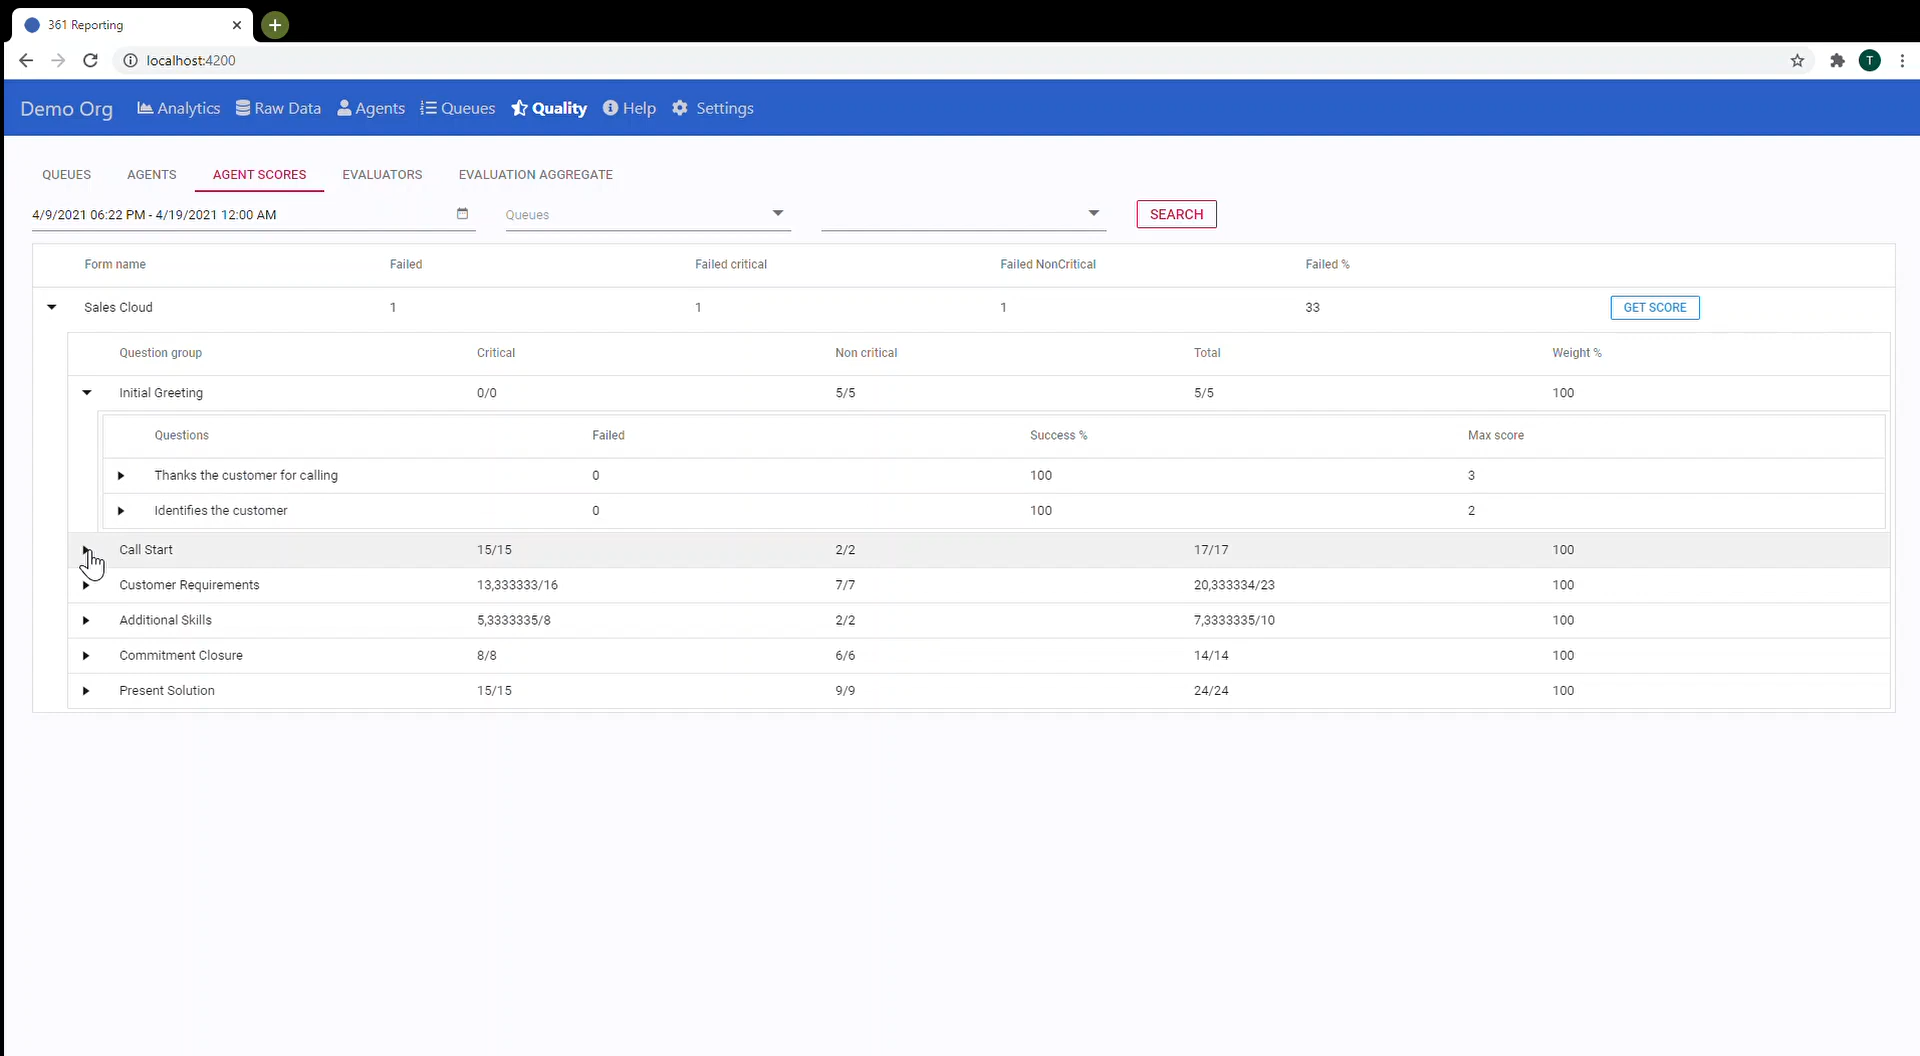 361 Reporting
localhost:4200
T
Demo Org Analytics Raw Data Agents Queues Quality Help Settings
QUEUES AGENTS AGENT SCORES EVALUATORS EVALUATION AGGREGATE
4/9/2021 06:22 PM - 4/19/2021 12:00 AM Queues SEARCH
Form name Failed Failed critical Failed NonCritical Failed %
Sales Cloud 1 1 1 33 GET SCORE
Question group Critical Non critical Total Weight %
Initial Greeting 0/0 5/5 5/5 100
Questions Failed Success % Max score
Thanks the customer for calling 0 100 3
Identifies the customer 0 100 2
Call Start 15/15 2/2 17/17 100
Customer Requirements 13,333333/16 7/7 20,333334/23 100
Additional Skills 5,3333335/8 2/2 7,3333335/10 100
Commitment Closure 8/8 6/6 14/14 100
Present Solution 15/15 9/9 24/24 100